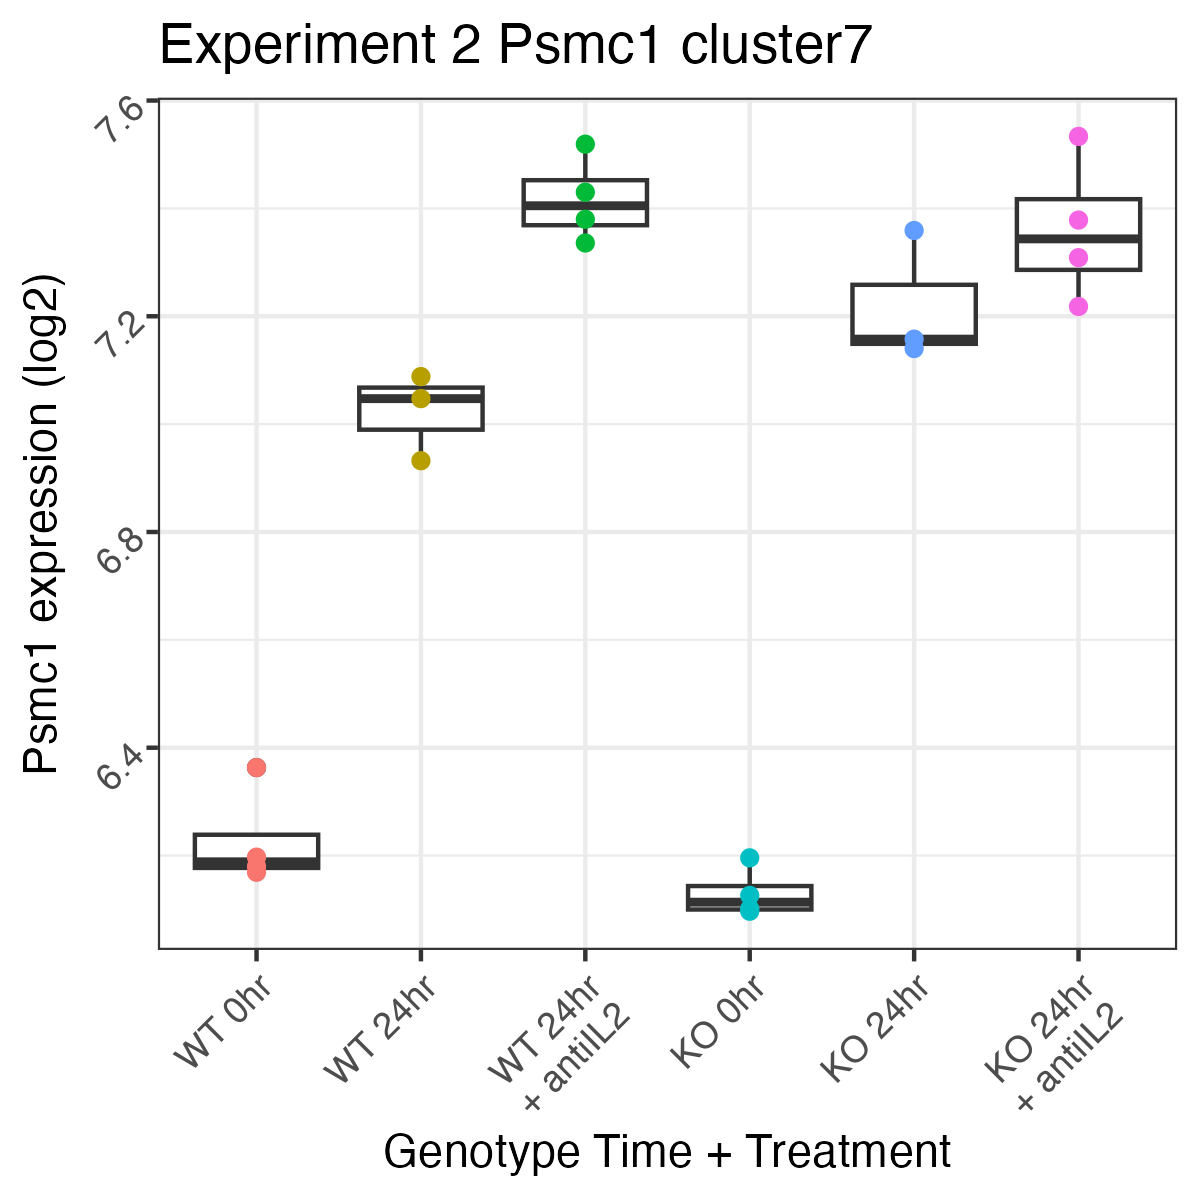 Experiment 2 Psmc1 cluster7
Psmc1 expression (log2)
7.6
7.2
6.8
6.4
WT 0hr
WT 24hr
WT 24hr
+ antiIL2
KO 0hr
KO 24hr
KO 24hr
+ antiIL2
Genotype Time + Treatment